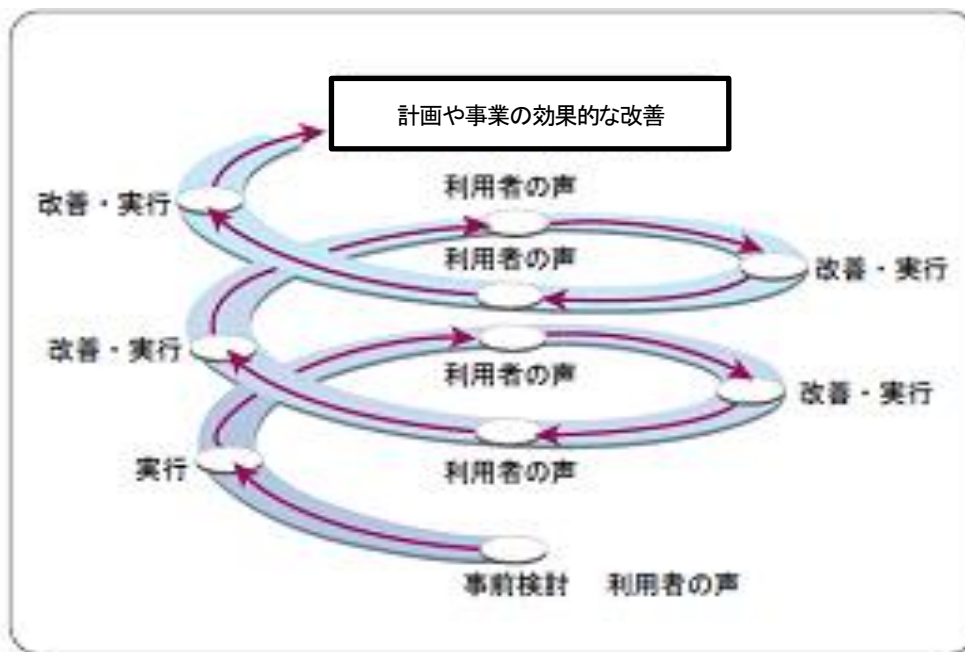 計画や事業の効果的な改善
利用者の声
改善・実行
利用者の声
改善・実行
改善・実行
利用者の声
改善・実行
実行
利用者の声
事前検討 利用者の声